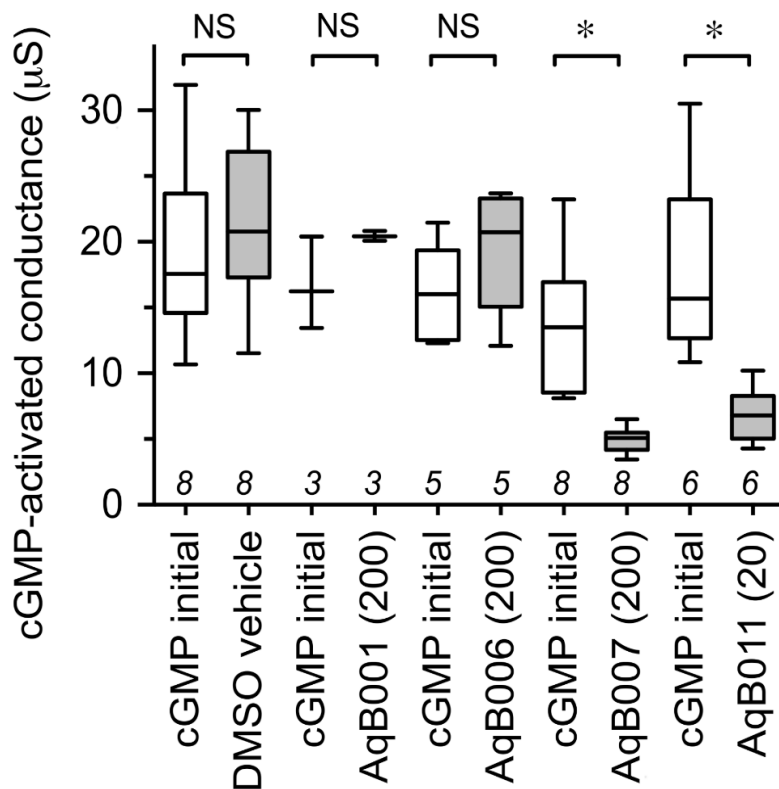 NS NS NS * *
cGMP-activated conductance (μS)
30
20
10
0
8 8 3 3 5 5 8 8 6 6
cGMP initial
DMSO vehicle
cGMP initial
AqB001 (200)
cGMP initial
AqB006 (200)
cGMP initial
AqB007 (200)
cGMP initial
AqB011 (20)